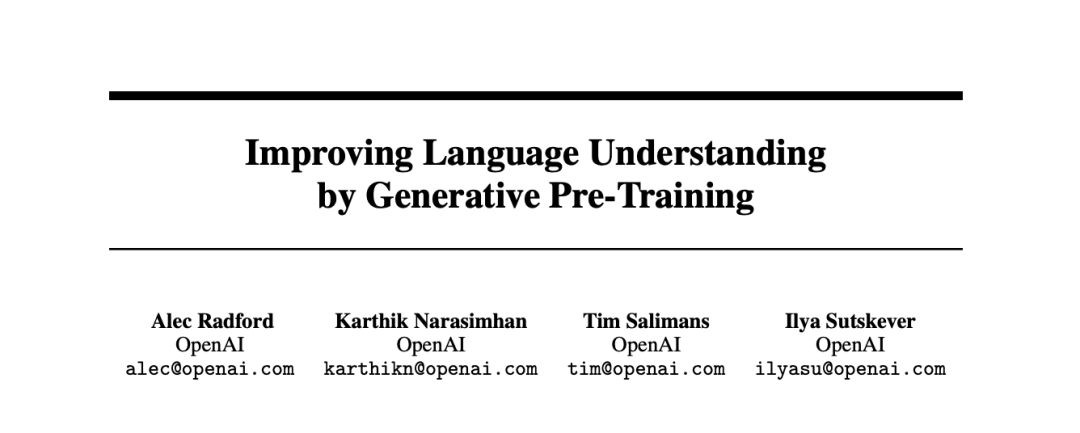 Improving Language Understanding
by Generative Pre-Training
Alec Radford
OpenAI
alec@openai.com
Karthik Narasimhan
OpenAI
karthikn@openai.com
Tim Salimans
OpenAI
tim@openai.com
Ilya Sutskever
OpenAI
ilyasu@openai.com